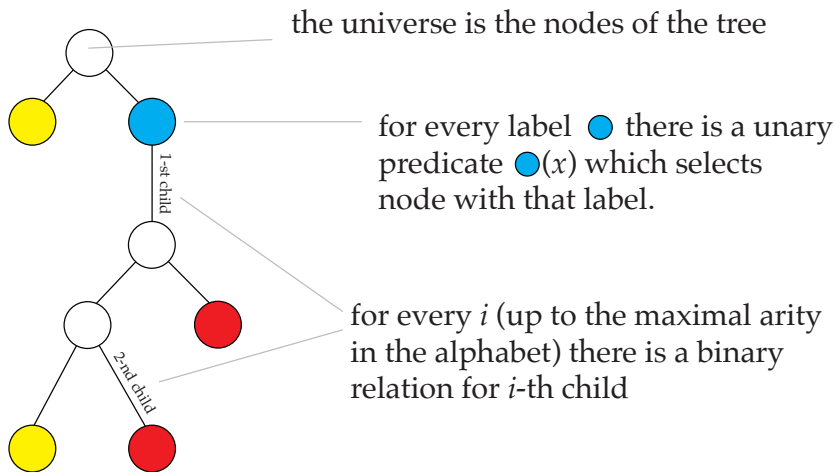 the universe is the nodes of the tree
for every label there is a unary
predicate (x) which selects
node with that label.
1-st child
for every i (up to the maximal arity
in the alphabet) there is a binary
relation for i-th child
2-nd child